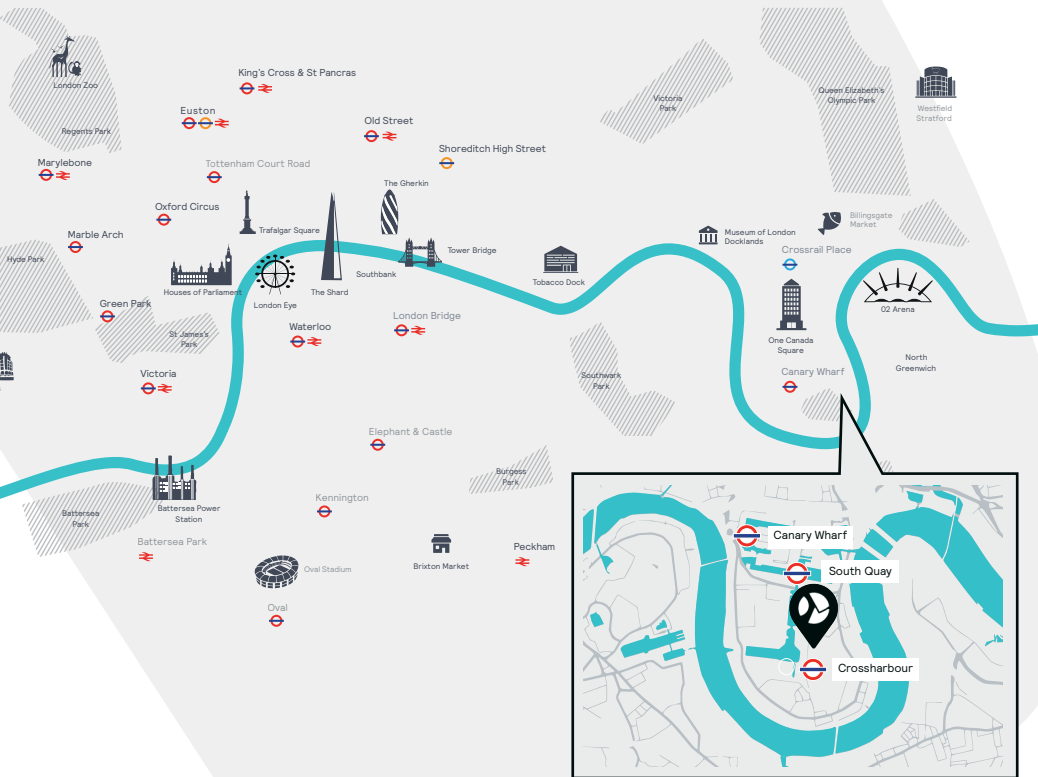 London Zoo
Regents Park
King's Cross & St Pancras
Euston
Old Street
Shoreditch High Street
Victoria
Park
Queen Elizabeth's
Olympic Park
Westfield
Stratford
Marylebone
Tottenham Court Road
The Gherkin
Oxford Circus
Trafalgar Square
Marble Arch
Hyde Park
Houses of Parliament
London Eye
The Shard
Southbank
Tower Bridge
Tobacco Dock
Museum of London
Docklands
Billingsgate
Market
Crossrail Place
02 Arena
Green Park
St James's
Park
Waterloo
London Bridge
One Canada
Square
North
Greenwich
Victoria
Southwark
Park
Canary Wharf
Elephant & Castle
Burgess
Park
Kennington
Battersea
Park
Battersea Power
Station
Battersea Park
Oval Stadium
Brixton Market
Peckham
Oval
Canary Wharf
South Quay
Crossharbour